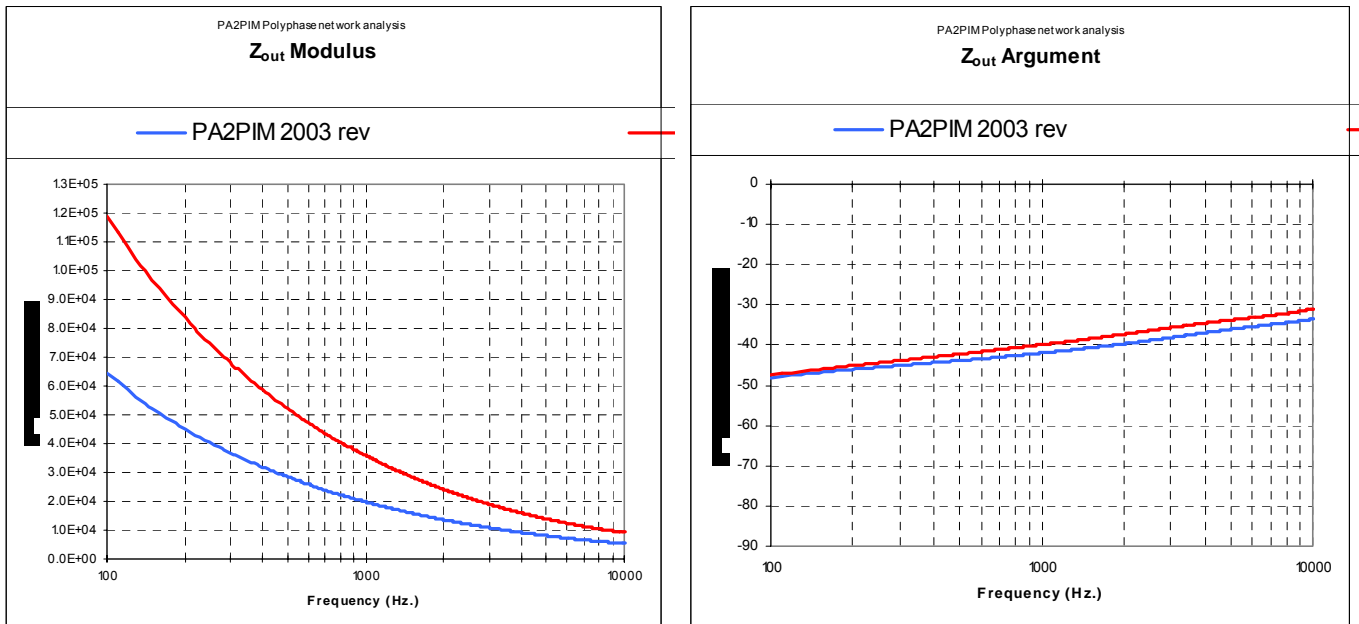 PA2PIM Polyphase network analysis
Zout Modulus
PA2PIM 2003 rev
1.3E+05
1.2E+05
1.1E+05
1.0E+05
9.0E+04
8.0E+04
7.0E+04
6.0E+04
5.0E+04
4.0E+04
3.0E+04
2.0E+04
1.0E+04
0.0E+00
100
1000
10000
Frequency (Hz.)
PA2PIM Polyphase network analysis
Zout Argument
PA2PIM 2003 rev
0
-10
-20
-30
-40
-50
-60
-70
-80
-90
100
1000
10000
Frequency (Hz.)